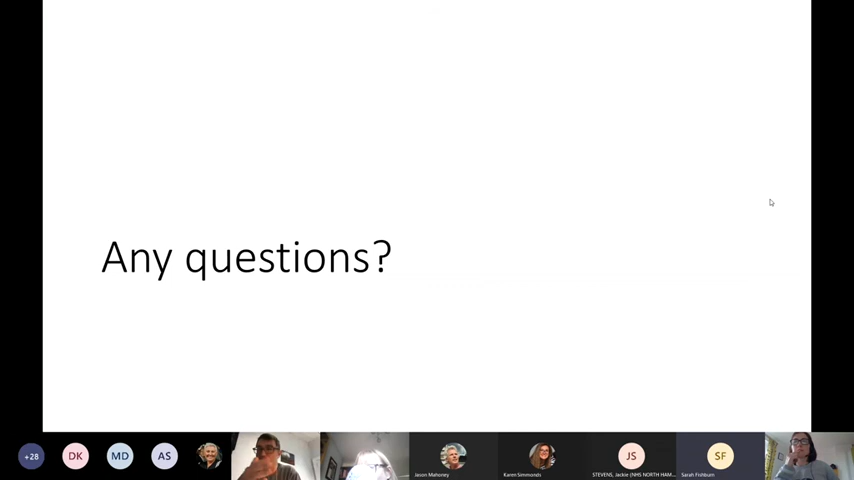 Any questions?
+28
DK
MD
AS
JS
SF
Jason Mahoney
Karen Simmonds
STEVENS, Jackie (NHS NORTH HAM...
Sarah Fishburn